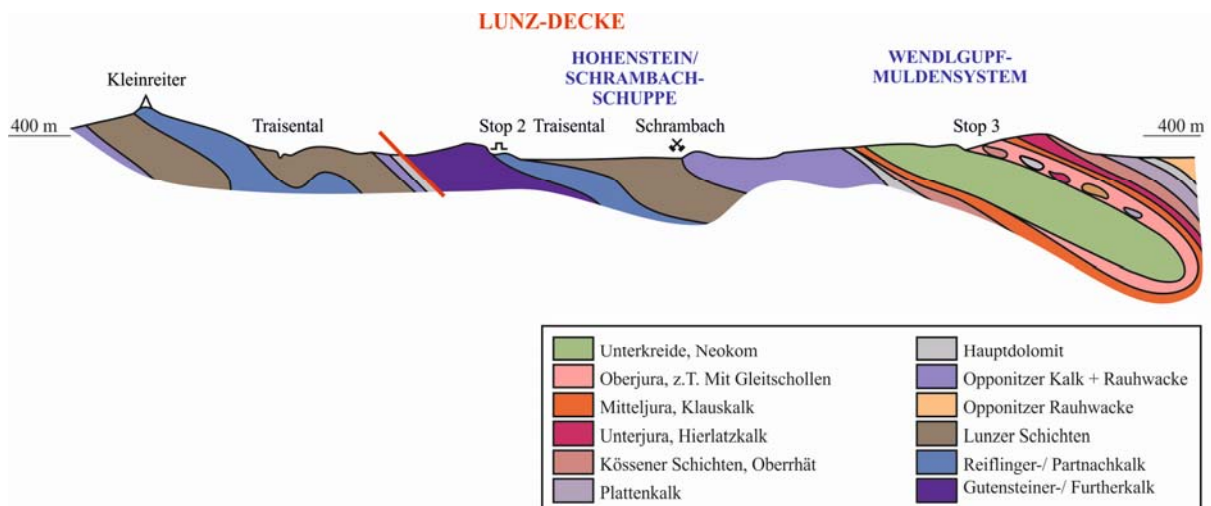 LUNZ-DECKE
HOHENSTEIN/
SCHRAMBACH-
SCHUPPE
WENDLGUPF-
MULDENSYSTEM
Kleinreiter
400 m
Traisental
Stop 2 Traisental
Schrambach
Stop 3
400 m
Unterkreide, Neokom
Oberjura, z.T. Mit Gleitschollen
Mitteljura, Klauskalk
Unterjura, Hierlatzkalk
Kössener Schichten, Oberrhät
Plattenkalk
Hauptdolomit
Opponitzer Kalk + Rauhwacke
Opponitzer Rauhwacke
Lunzer Schichten
Reiflinger-/ Partnachkalk
Gutensteiner-/ Furtherkalk